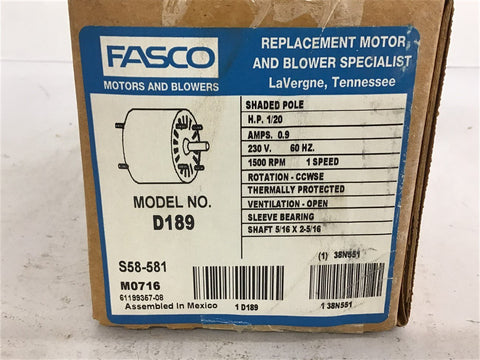 FASCO
MOTORS AND BLOWERS
REPLACEMENT MOTOR
AND BLOWER SPECIALIST
LaVergne, Tennessee
MODEL NO.
D189
SHADED POLE
H.P. 1/20
AMPS. 0.9
230 V. 60 HZ.
1500 RPM 1 SPEED
ROTATION - CCWSE
THERMALLY PROTECTED
VENTILATION - OPEN
SLEEVE BEARING
SHAFT 5/16 X 2-5/16
S58-581
M0716
61199357-08
Assembled in Mexico
(1) 38N551
1 D189
1 38N551